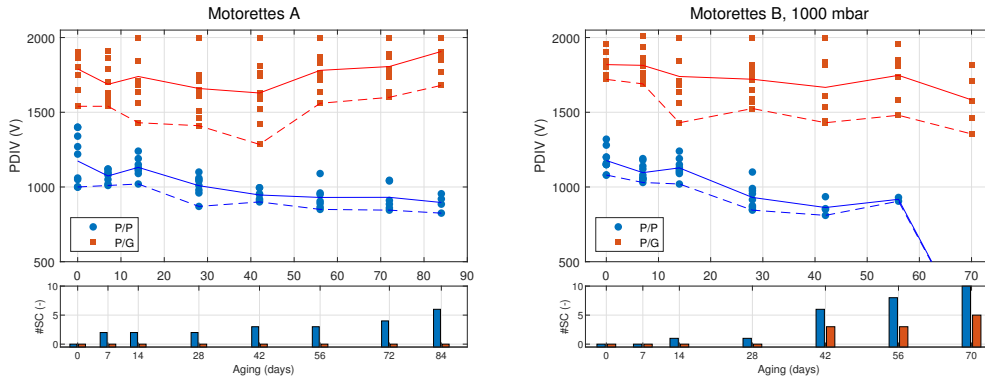 Motorettes A
Motorettes B, 1000 mbar
2000
1500
1000
500
PDIV (V)
P/P
P/G
0 10 20 30 40 50 60 70 80 90
10
5
0
#SC (-)
0 7 14 28 42 56 72 84
Aging (days)
2000
1500
1000
500
PDIV (V)
P/P
P/G
0 10 20 30 40 50 60 70
10
5
0
#SC (-)
0 7 14 28 42 56 70
Aging (days)